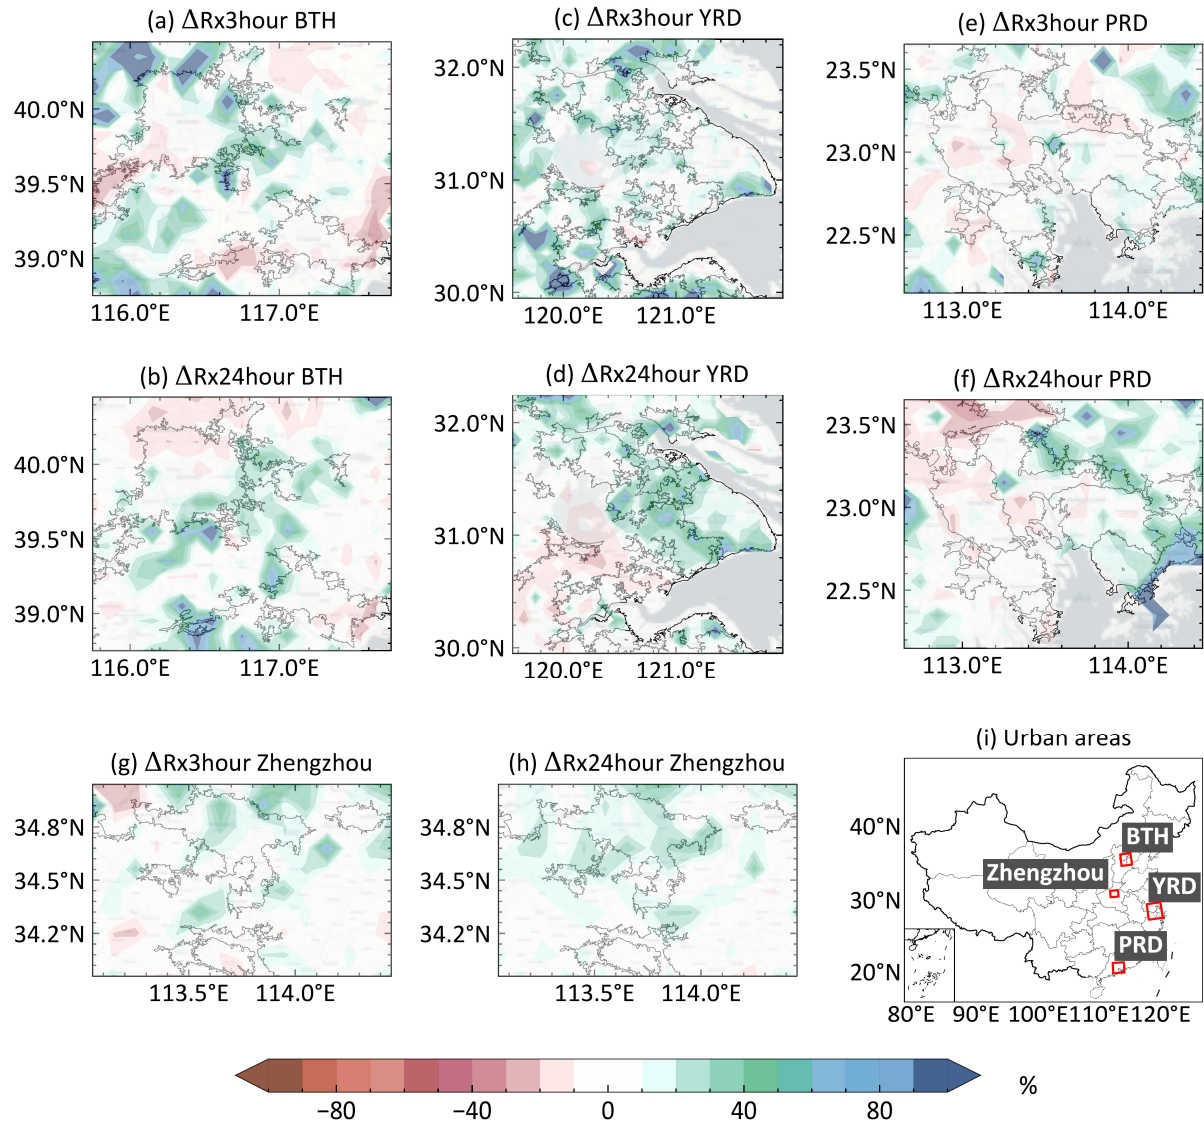 (a) ΔRx3hour BTH
40.0°N
39.5°N
39.0°N
116.0°E 117.0°E
(c) ΔRx3hour YRD
32.0°N
31.0°N
30.0°N
120.0°E 121.0°E
(e) ΔRx3hour PRD
23.5°N
23.0°N
22.5°N
113.0°E 114.0°E
(b) ΔRx24hour BTH
40.0°N
39.5°N
39.0°N
116.0°E 117.0°E
(d) ΔRx24hour YRD
32.0°N
31.0°N
30.0°N
120.0°E 121.0°E
(f) ΔRx24hour PRD
23.5°N
23.0°N
22.5°N
113.0°E 114.0°E
(g) ΔRx3hour Zhengzhou
34.8°N
34.5°N
34.2°N
113.5°E 114.0°E
(h) ΔRx24hour Zhengzhou
34.8°N
34.5°N
34.2°N
113.5°E 114.0°E
(i) Urban areas
40°N
30°N
20°N
BTH
Zhengzhou
YRD
PRD
80°E 90°E 100°E 110°E 120°E
−80 −40 0 40 80
%